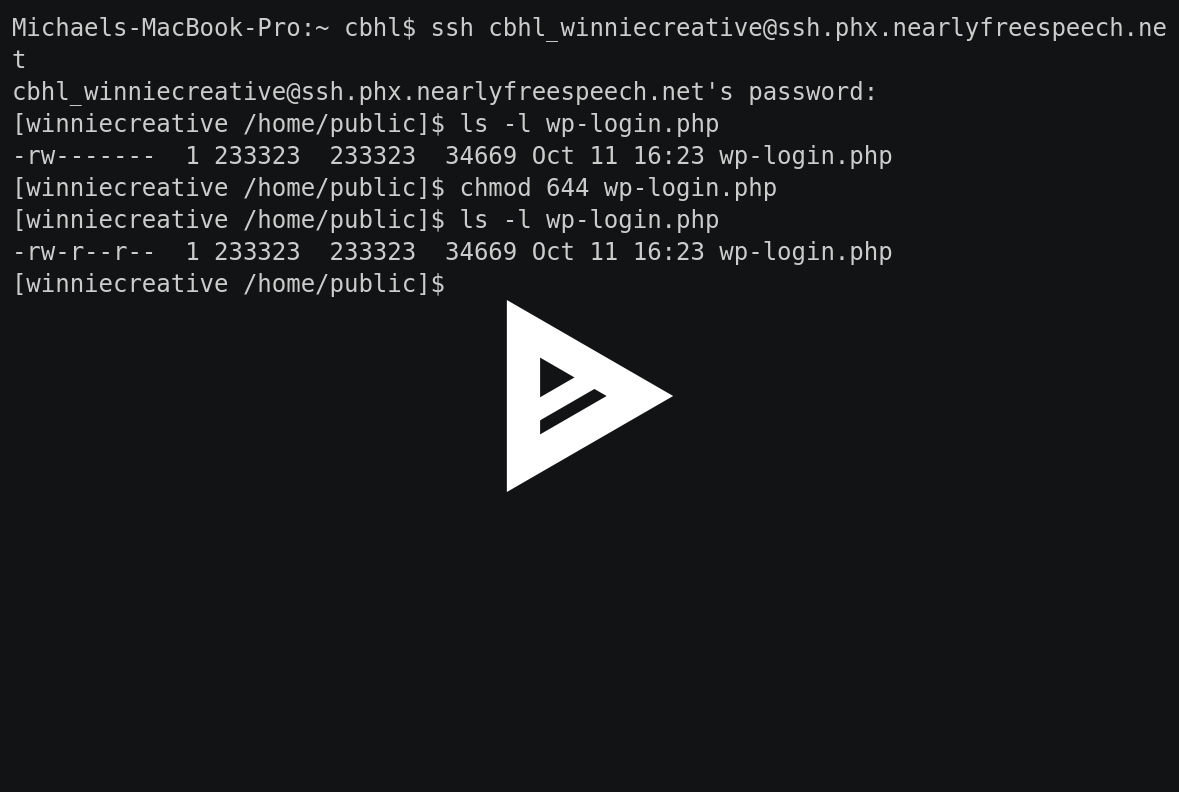 Michaels-MacBook-Pro:~ cbhl$ ssh cbhl_winniecreative@ssh.phx.nearlyfreespeech.ne
t
cbhl_winniecreative@ssh.phx.nearlyfreespeech.net's password:
[winniecreative /home/public]$ ls -l wp-login.php
-rw-------  1 233323  233323  34669 Oct 11 16:23 wp-login.php
[winniecreative /home/public]$ chmod 644 wp-login.php
[winniecreative /home/public]$ ls -l wp-login.php
-rw-r--r--  1 233323  233323  34669 Oct 11 16:23 wp-login.php
[winniecreative /home/public]$